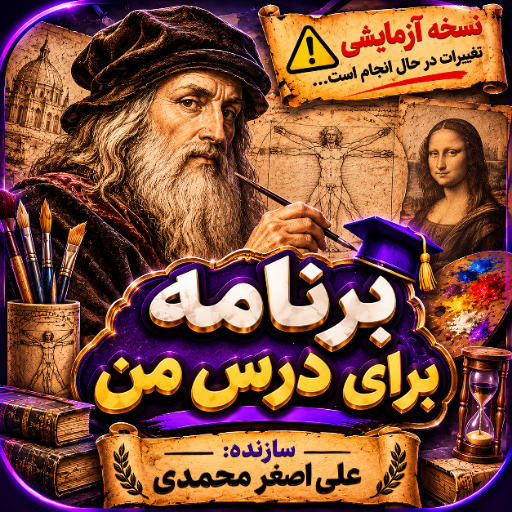 نسخه آزمایشی
تغییرات در حال انجام است...
برنامه
برای درس من
سازنده:
علی اصغر محمدی